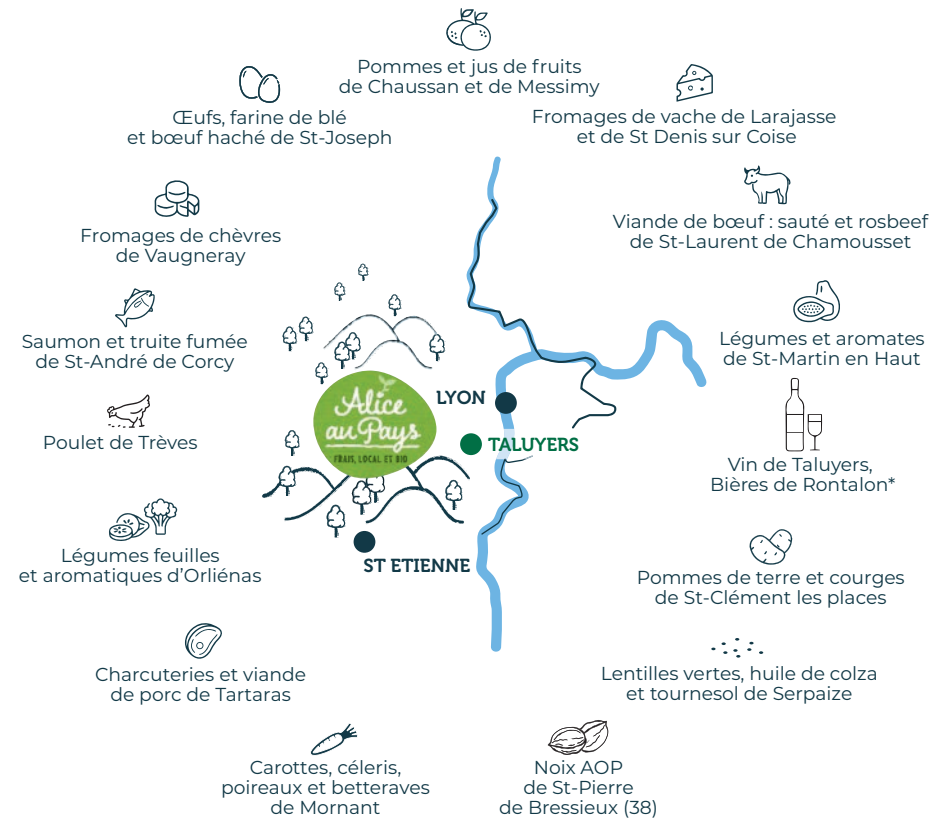 Pommes et jus de fruits
de Chaussan et de Messimy
Œufs, farine de blé
et bœuf haché de St-Joseph
Fromages de vache de Larajasse
et de St Denis sur Coise
Fromages de chèvres
de Vaugneray
Viande de bœuf : sauté et rosbeef
de St-Laurent de Chamousset
Saumon et truite fumée
de St-André de Corcy
Légumes et aromates
de St-Martin en Haut
Alice
au Pays
FRAIS, LOCAL ET BIO
LYON
TALUYERS
ST ETIENNE
Poulet de Trèves
Vin de Taluyers,
Bières de Rontalon*
Légumes feuilles
et aromatiques d’Orliénas
Pommes de terre et courges
de St-Clément les places
Charcuteries et viande
de porc de Tartaras
Lentilles vertes, huile de colza
et tournesol de Serpaize
Carottes, céleris,
poireaux et betteraves
de Mornant
Noix AOP
de St-Pierre
de Bressieux (38)